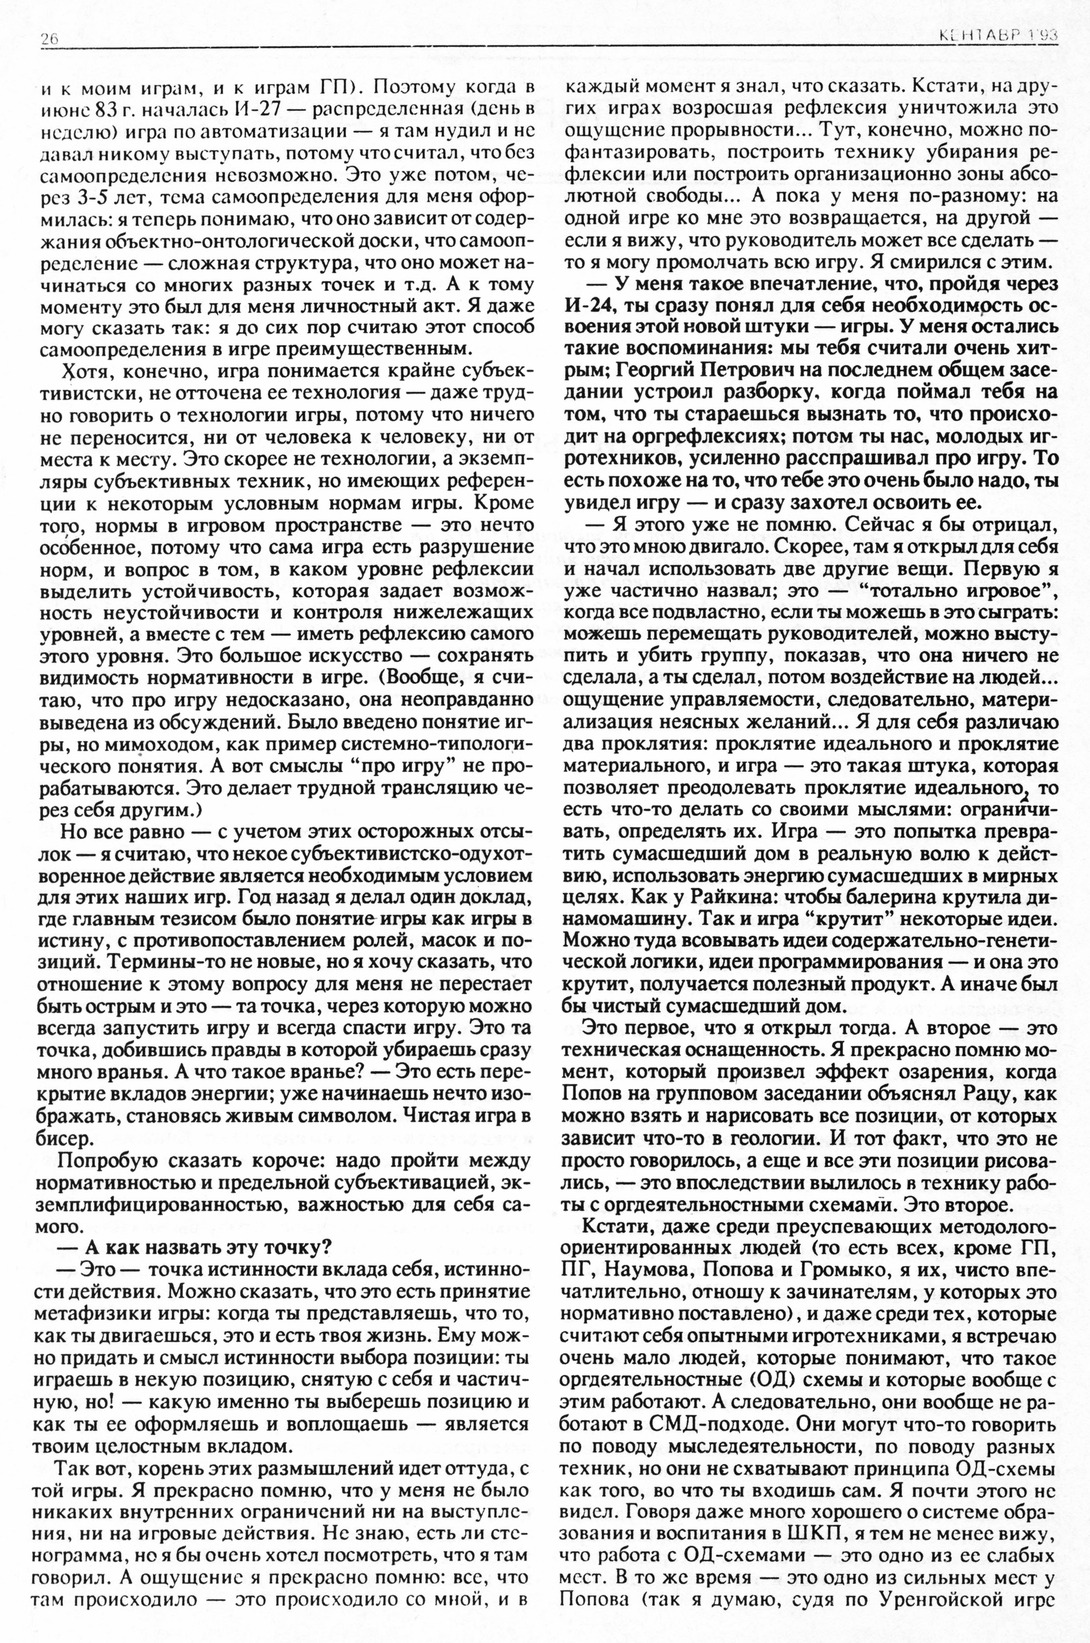 26
КЕНТАВР 1'93
и к моим играм, и к играм ГП). Поэтому когда в
июне 83 г. началась И-27 — распределенная (день в
неделю) игра по автоматизации — я там нудил и не
давал никому выступать, потому что считал, что без
самоопределения невозможно. Это уже потом, че-
рез 3-5 лет, тема самоопределения для меня офор-
милась: я теперь понимаю, что оно зависит от содер-
жания объектно-онтологической доски, что самооп-
ределение — сложная структура, что оно может на-
чинаться со многих разных точек и т.д. А к тому
моменту это был для меня личностный акт. Я даже
могу сказать так: я до сих пор считаю этот способ
самоопределения в игре преимущественным.
Хотя, конечно, игра понимается крайне субъек-
тивистски, не отточена ее технология — даже труд-
но говорить о технологии игры, потому что ничего
не переносится, ни от человека к человеку, ни от
места к месту. Это скорее не технологии, а экземп-
ляры субъективных техник, но имеющих референ-
ции к некоторым условным нормам игры. Кроме
того, нормы в игровом пространстве — это нечто
особенное, потому что сама игра есть разрушение
норм, и вопрос в том, в каком уровне рефлексии
выделить устойчивость, которая задает возмож-
ность неустойчивости и контроля нижележащих
уровней, а вместе с тем — иметь рефлексию самого
этого уровня. Это большое искусство — сохранять
видимость нормативности в игре. (Вообще, я счи-
таю, что про игру недосказано, она неоправданно
выведена из обсуждений. Было введено понятие иг-
ры, но мимоходом, как пример системно-типологи-
ческого понятия. А вот смыслы “про игру” не про-
рабатываются. Это делает трудной трансляцию че-
рез себя другим.)
Но все равно — с учетом этих осторожных отсы-
лок — я считаю, что некое субъективистско-одухот-
воренное действие является необходимым условием
для этих наших игр. Год назад я делал один доклад,
где главным тезисом было понятие игры как игры в
истину, с противопоставлением ролей, масок и по-
зиций. Термины-то не новые, но я хочу сказать, что
отношение к этому вопросу для меня не перестает
быть острым и это — та точка, через которую можно
всегда запустить игру и всегда спасти игру. Это та
точка, добившись правды в которой убираешь сразу
много вранья. А что такое вранье? — Это есть пере-
крытие вкладов энергии; уже начинаешь нечто изо-
бражать, становясь живым символом. Чистая игра в
бисер.
Попробую сказать короче: надо пройти между
нормативностью и предельной субъективацией, эк-
земплифицированностью, важностью для себя са-
мого.
— А как назвать эту точку?
— Это — точка истинности вклада себя, истинно-
сти действия. Можно сказать, что это есть принятие
метафизики игры: когда ты представляешь, что то,
как ты двигаешься, это и есть твоя жизнь. Ему мож-
но придать и смысл истинности выбора позиции: ты
играешь в некую позицию, снятую с себя и частич-
ную, но! — какую именно ты выберешь позицию и
как ты ее оформляешь и воплощаешь — является
твоим целостным вкладом.
Так вот, корень этих размышлений идет оттуда, с
той игры. Я прекрасно помню, что у меня не было
никаких внутренних ограничений ни на выступле-
ния, ни на игровые действия. Не знаю, есть ли сте-
нограмма, но я бы очень хотел посмотреть, что я там
говорил. А ощущение я прекрасно помню: все, что
там происходило — это происходило со мной, и в
каждый момент я знал, что сказать. Кстати, на дру-
гих играх возросшая рефлексия уничтожила это
ощущение прорывности... Тут, конечно, можно по-
фантазировать, построить технику убирания ре-
флексии или построить организационно зоны абсо-
лютной свободы... А пока у меня по-разному: на
одной игре ко мне это возвращается, на другой —
если я вижу, что руководитель может все сделать —
то я могу промолчать всю игру. Я смирился с этим.
— У меня такое впечатление, что, пройдя через
И-24, ты сразу понял для себя необходимость ос-
воения этой новой штуки — игры. У меня остались
такие воспоминания: мы тебя считали очень хит-
рым; Георгий Петрович на последнем общем засе-
дании устроил разборку, когда поймал тебя на
том, что ты стараешься вызнать то, что происхо-
дит на оргрефлексиях; потом ты нас, молодых иг-
ротехников, усиленно расспрашивал про игру. То
есть похоже на то, что тебе это очень было надо, ты
увидел игру — и сразу захотел освоить ее.
— Я этого уже не помню. Сейчас я бы отрицал,
что это мною двигало. Скорее, там я открыл для себя
и начал использовать две другие вещи. Первую я
уже частично назвал; это — “тотально игровое”,
когда все подвластно, если ты можешь в это сыграть:
можешь перемещать руководителей, можно высту-
пить и убить группу, показав, что она ничего не
сделала, а ты сделал, потом воздействие на людей...
ощущение управляемости, следовательно, матери-
ализация неясных желаний... Я для себя различаю
два проклятия: проклятие идеального и проклятие
материального, и игра — это такая штука, которая
позволяет преодолевать проклятие идеального, то
есть что-то делать со своими мыслями: ограничи-
вать, определять их. Игра — это попытка превра-
тить сумасшедший дом в реальную волю к дейст-
вию, использовать энергию сумасшедших в мирных
целях. Как у Райкина: чтобы балерина крутила ди-
намомашину. Так и игра “крутит” некоторые идеи.
Можно туда всовывать идеи содержательно-генети-
ческой логики, идеи программирования — и она это
крутит, получается полезный продукт. А иначе был
бы чистый сумасшедший дом.
Это первое, что я открыл тогда. А второе — это
техническая оснащенность. Я прекрасно помню мо-
мент, который произвел эффект озарения, когда
Попов на групповом заседании объяснял Рацу, как
можно взять и нарисовать все позиции, от которых
зависит что-то в геологии. И тот факт, что это не
просто говорилось, а еще и все эти позиции рисова-
лись, — это впоследствии вылилось в технику рабо-
ты с оргдеятельностными схемами. Это второе.
Кстати, даже среди преуспевающих методолого-
ориентированных людей (то есть всех, кроме ГП,
ПГ, Наумова, Попова и Громыко, я их, чисто впе-
чатлительно, отношу к зачинателям, у которых это
нормативно поставлено), и даже среди тех, которые
считают себя опытными игротехниками, я встречаю
очень мало людей, которые понимают, что такое
оргдеятельностные (ОД) схемы и которые вообще с
этим работают. А следовательно, они вообще не ра-
ботают в СМД-подходе. Они могут что-то говорить
по поводу мыследеятельности, по поводу разных
техник, но они не схватывают принципа ОД-схемы
как того, во что ты входишь сам. Я почти этого не
видел. Говоря даже много хорошего о системе обра-
зования и воспитания в ШКП, я тем не менее вижу,
что работа с ОД-схемами — это одно из ее слабых
мест. В то же время — это одно из сильных мест у
Попова (так я думаю, судя по Уренгойской игре